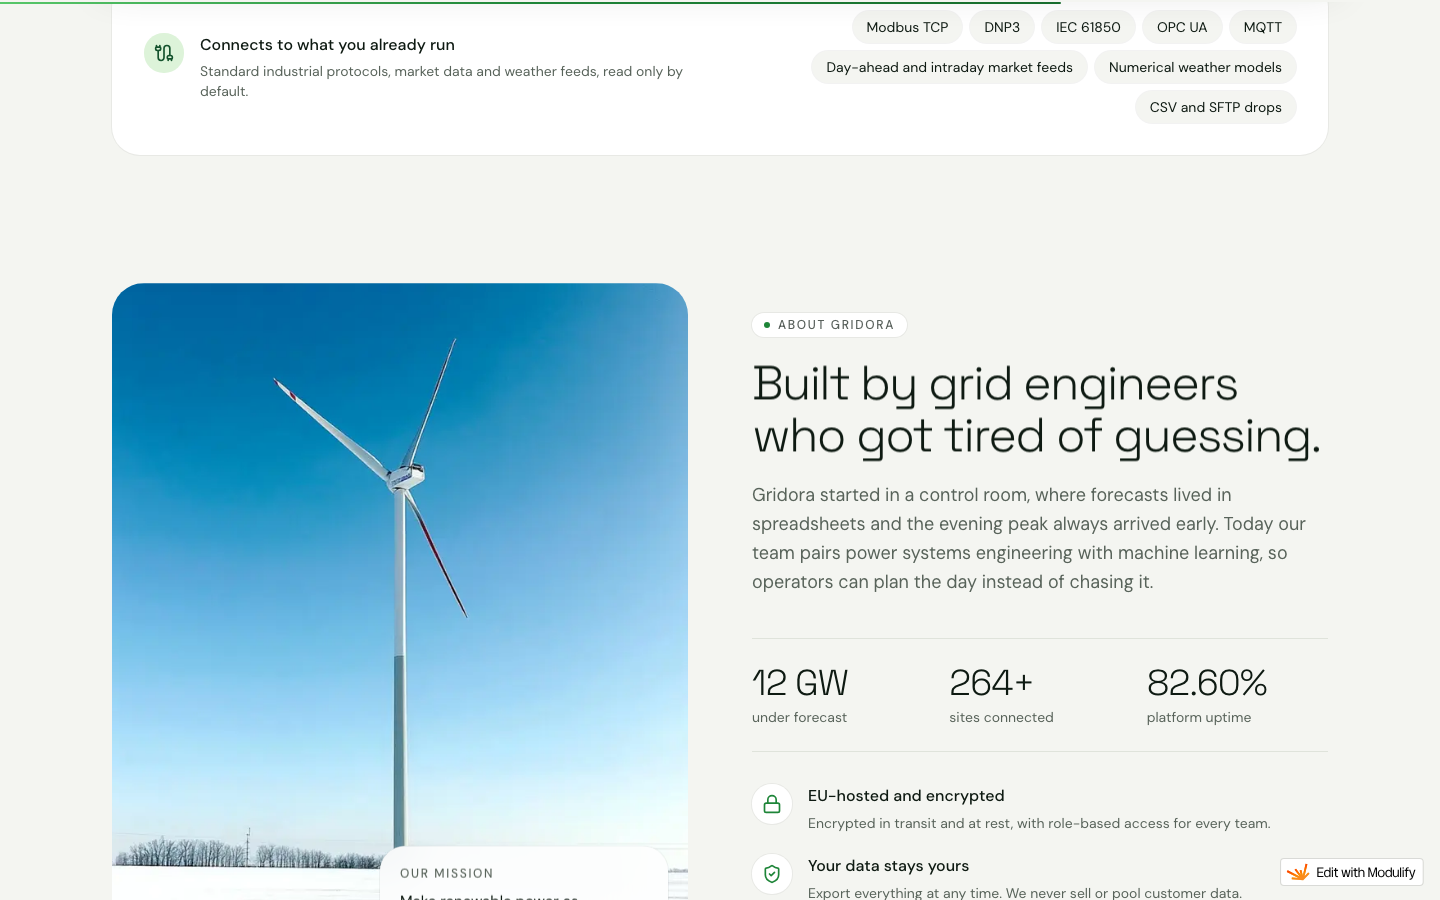 Connects to what you already run
Standard industrial protocols, market data and weather feeds, read only by
default.
Modbus TCP
DNP3
IEC 61850
OPC UA
MQTT
Day-ahead and intraday market feeds
Numerical weather models
CSV and SFTP drops
OUR MISSION
Make renewable power as
ABOUT GRIDORA
Built by grid engineers
who got tired of guessing.
Gridora started in a control room, where forecasts lived in
spreadsheets and the evening peak always arrived early. Today our
team pairs power systems engineering with machine learning, so
operators can plan the day instead of chasing it.
12 GW
under forecast
264+
sites connected
82.60%
platform uptime
EU-hosted and encrypted
Encrypted in transit and at rest, with role-based access for every team.
Your data stays yours
Export everything at any time. We never sell or pool customer data.
Edit with Modulify